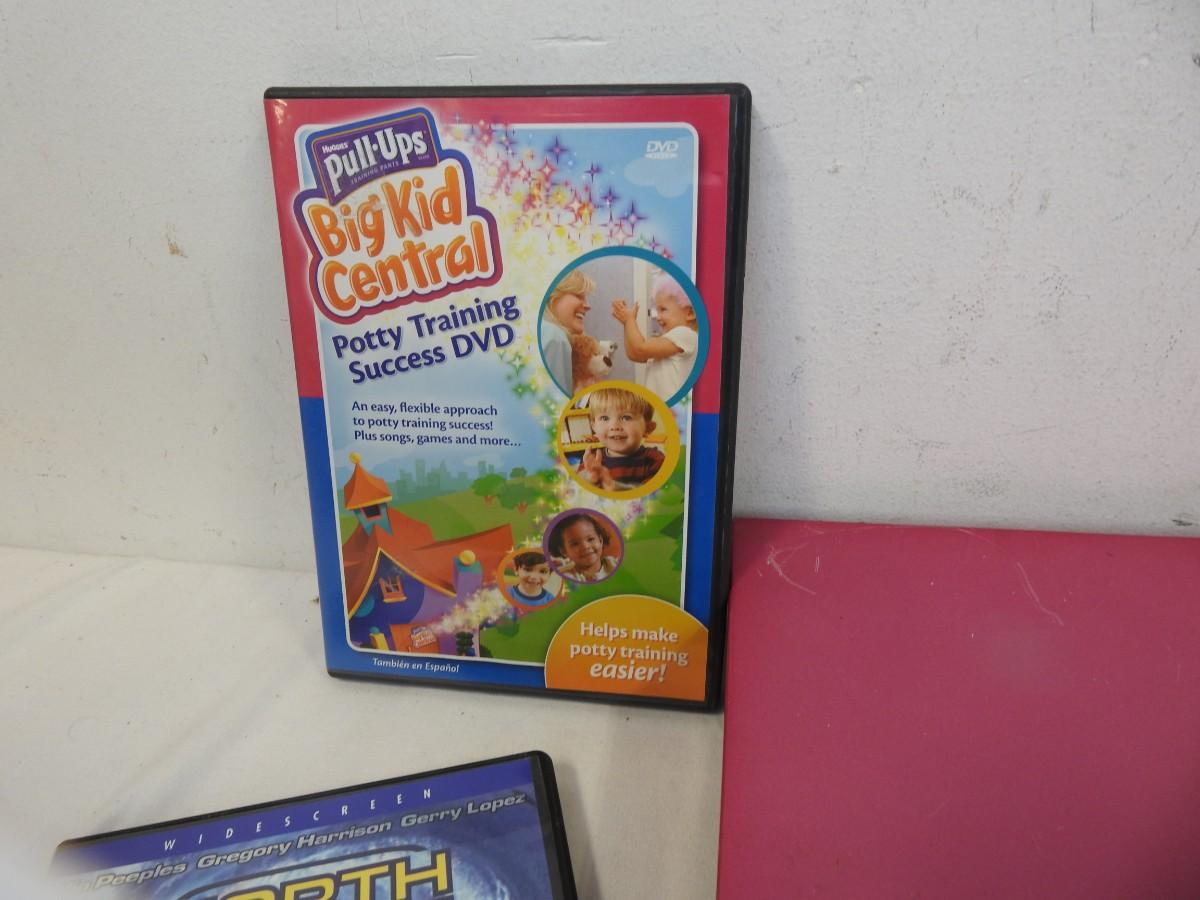 HUGGIES
Pull·Ups
TRAINING PANTS
Big Kid
Central
Potty Training
Success DVD
An easy, flexible approach
to potty training success!
Plus songs, games and more...
DVD
VIDEO
Helps make
potty training
easier!
También en Español
WIDESCREEN
Peeples Gregory Harrison Gerry Lopez
ORTH